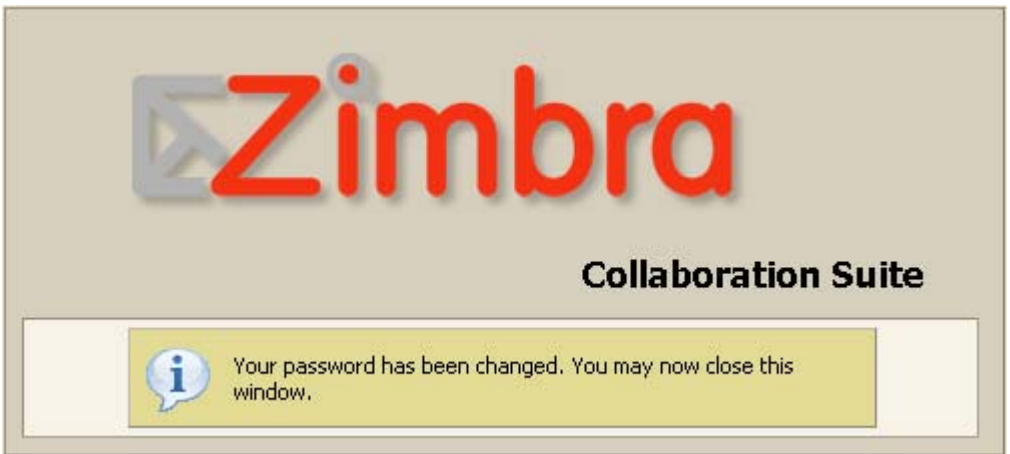 Zimbra
Collaboration Suite
Your password has been changed. You may now close this
window.